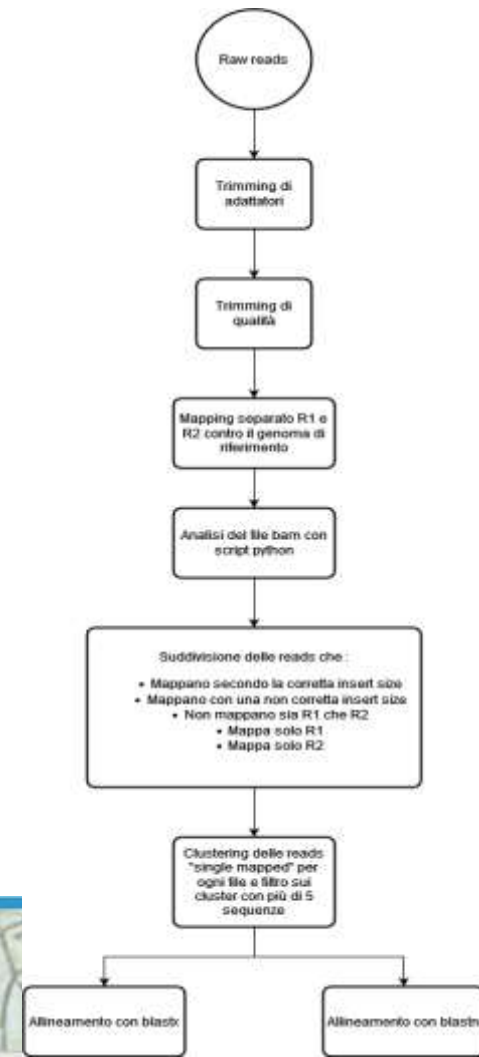 Raw reads
Trimming di
adattatori
Trimming di
qualità
Mapping separato R1 e
R2 contro il genoma di
riferimento
Analisi del file bam con
script python
Suddivisione delle reads che :
• Mappano secondo la corretta insert size
• Mappano con una non corretta insert size
• Non mappano sia R1 che R2
• Mappa solo R1
• Mappa solo R2
Clustering delle reads
"single mapped" per
ogni file e filtro sui
cluster con più di 5
sequenze
Allineamento con blastx
Allineamento con blastn